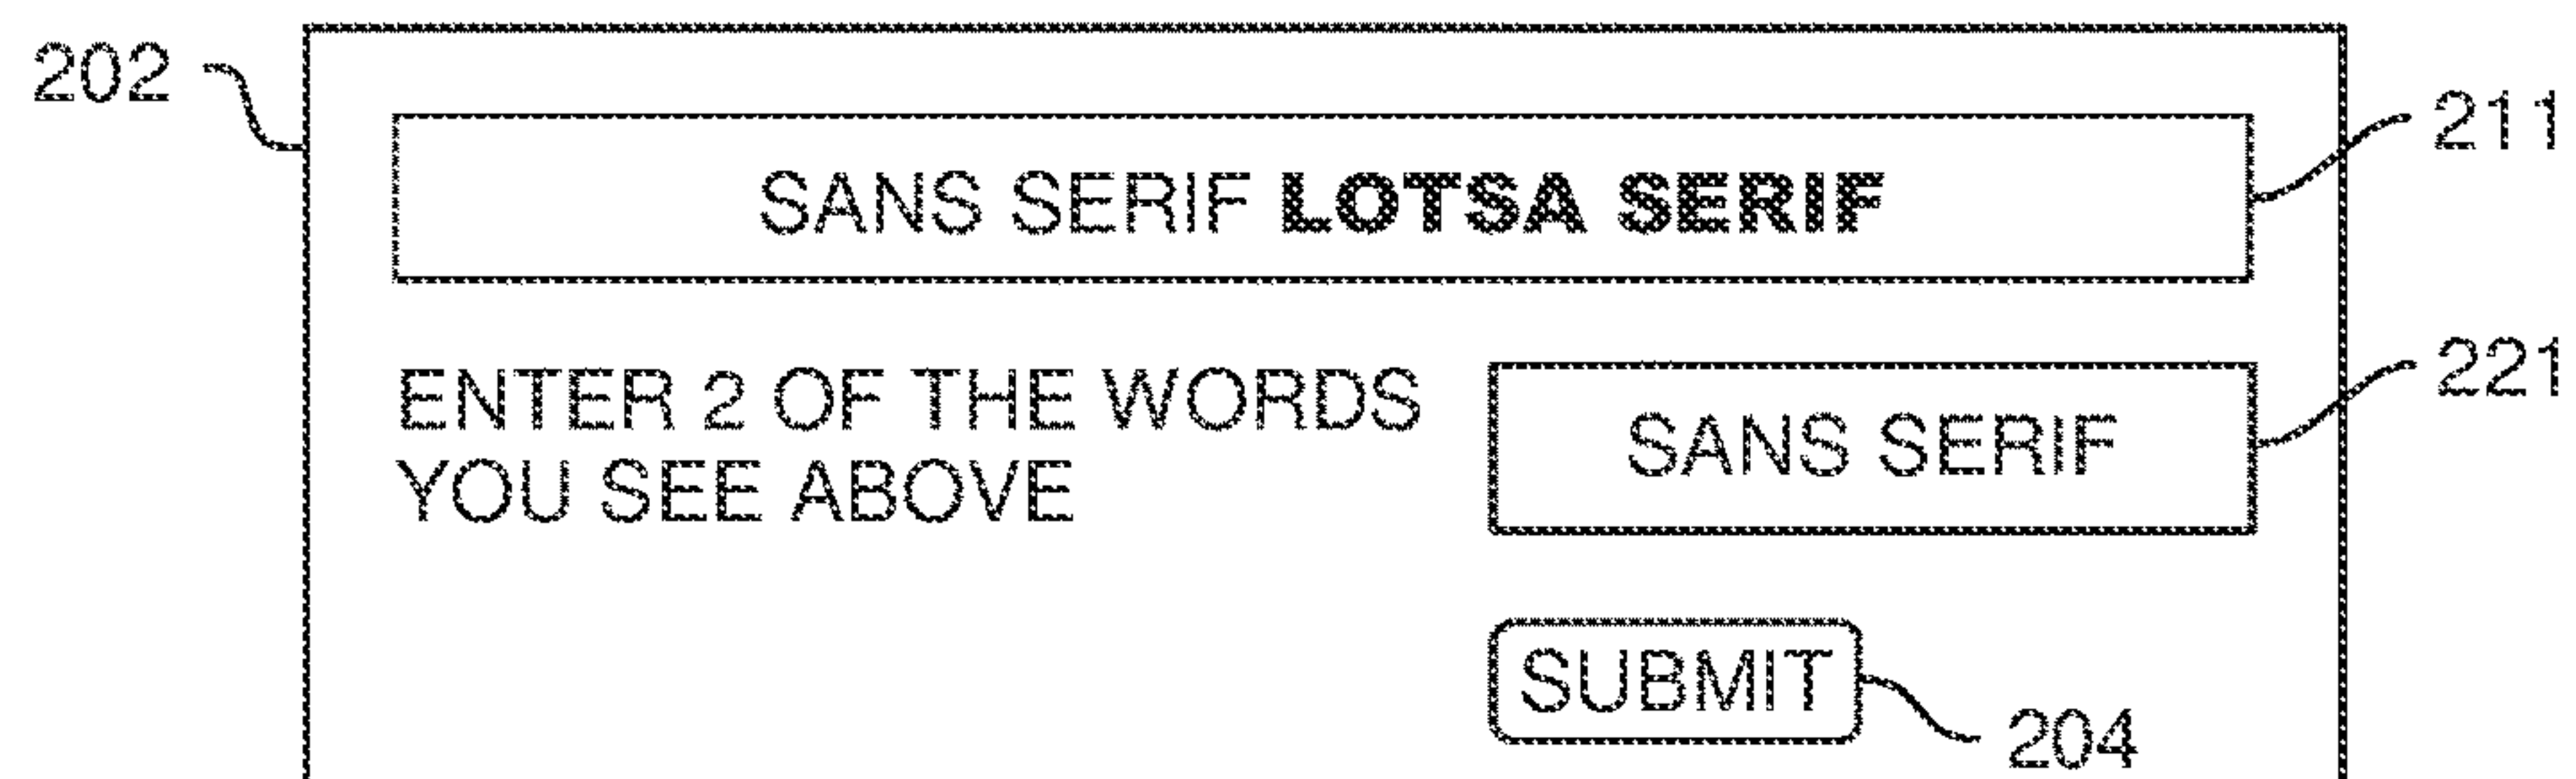 202
211
SANS SERIF LOTSA SERIF
221
ENTER 2 OF THE WORDS
YOU SEE ABOVE
SANS SERIF
SUBMIT
204